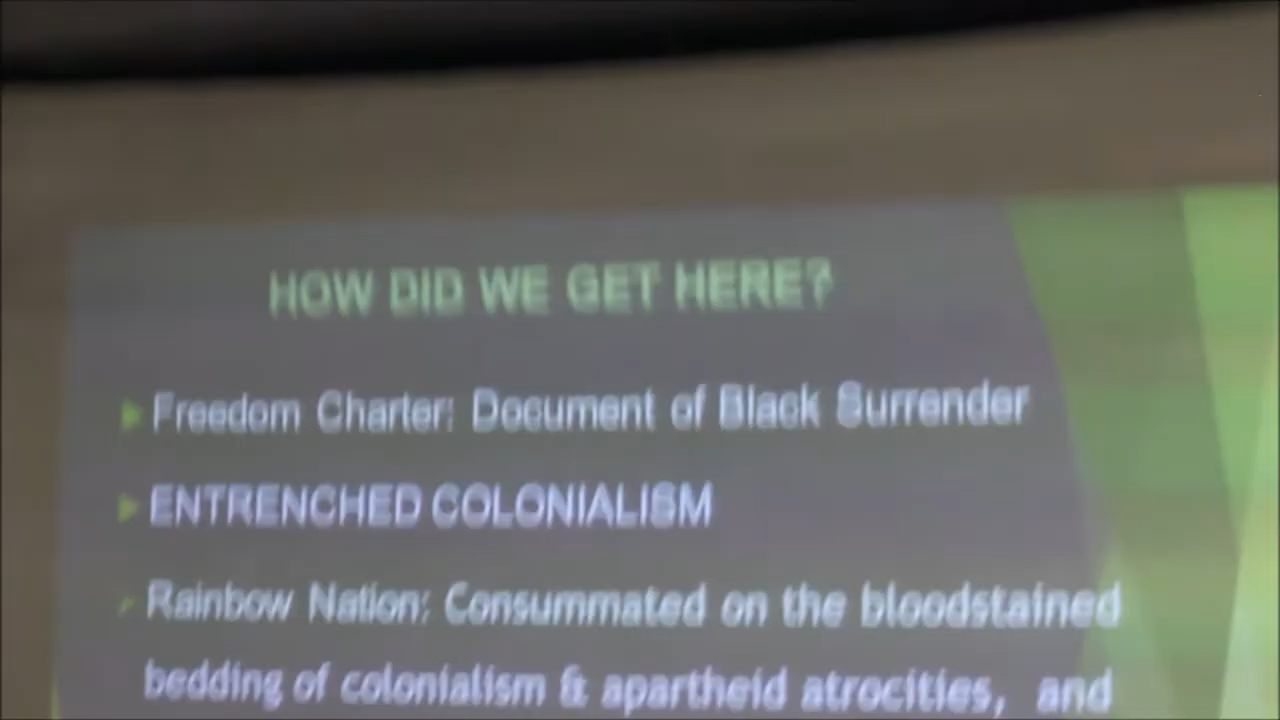 HOW DID WE GET HERE?
Freedom Charter: Document of Black Surrender
ENTRENCHED COLONIALISM
Rainbow Nation: Consummated on the bloodstained
bedding of colonialism & apartheid atrocities, and